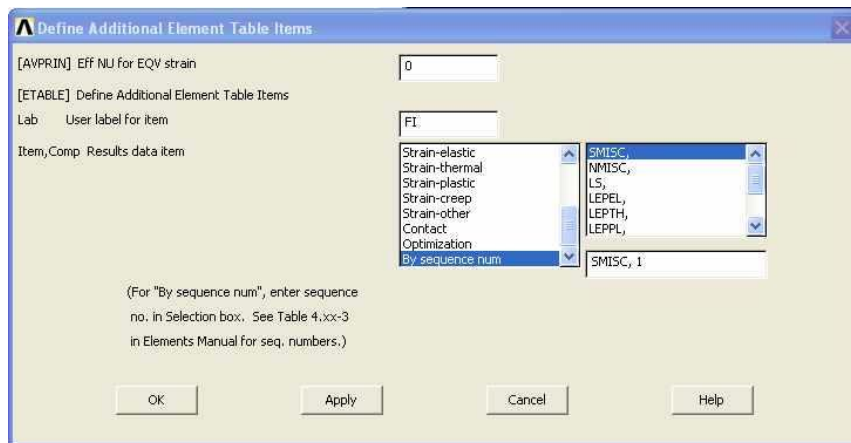 Define Additional Element Table Items
[AVPRIN] Eff NU for EQV strain 0
[ETABLE] Define Additional Element Table Items
Lab User label for item FI
Item,Comp Results data item
Strain-elastic SMISC,
Strain-thermal NMISC,
Strain-plastic LS,
Strain-creep LEPEL,
Strain-other LEPTH,
Contact LEPPL,
Optimization
By sequence num SMISC, 1
(For "By sequence num", enter sequence
no. in Selection box. See Table 4.xx-3
in Elements Manual for seq. numbers.)
OK Apply Cancel Help